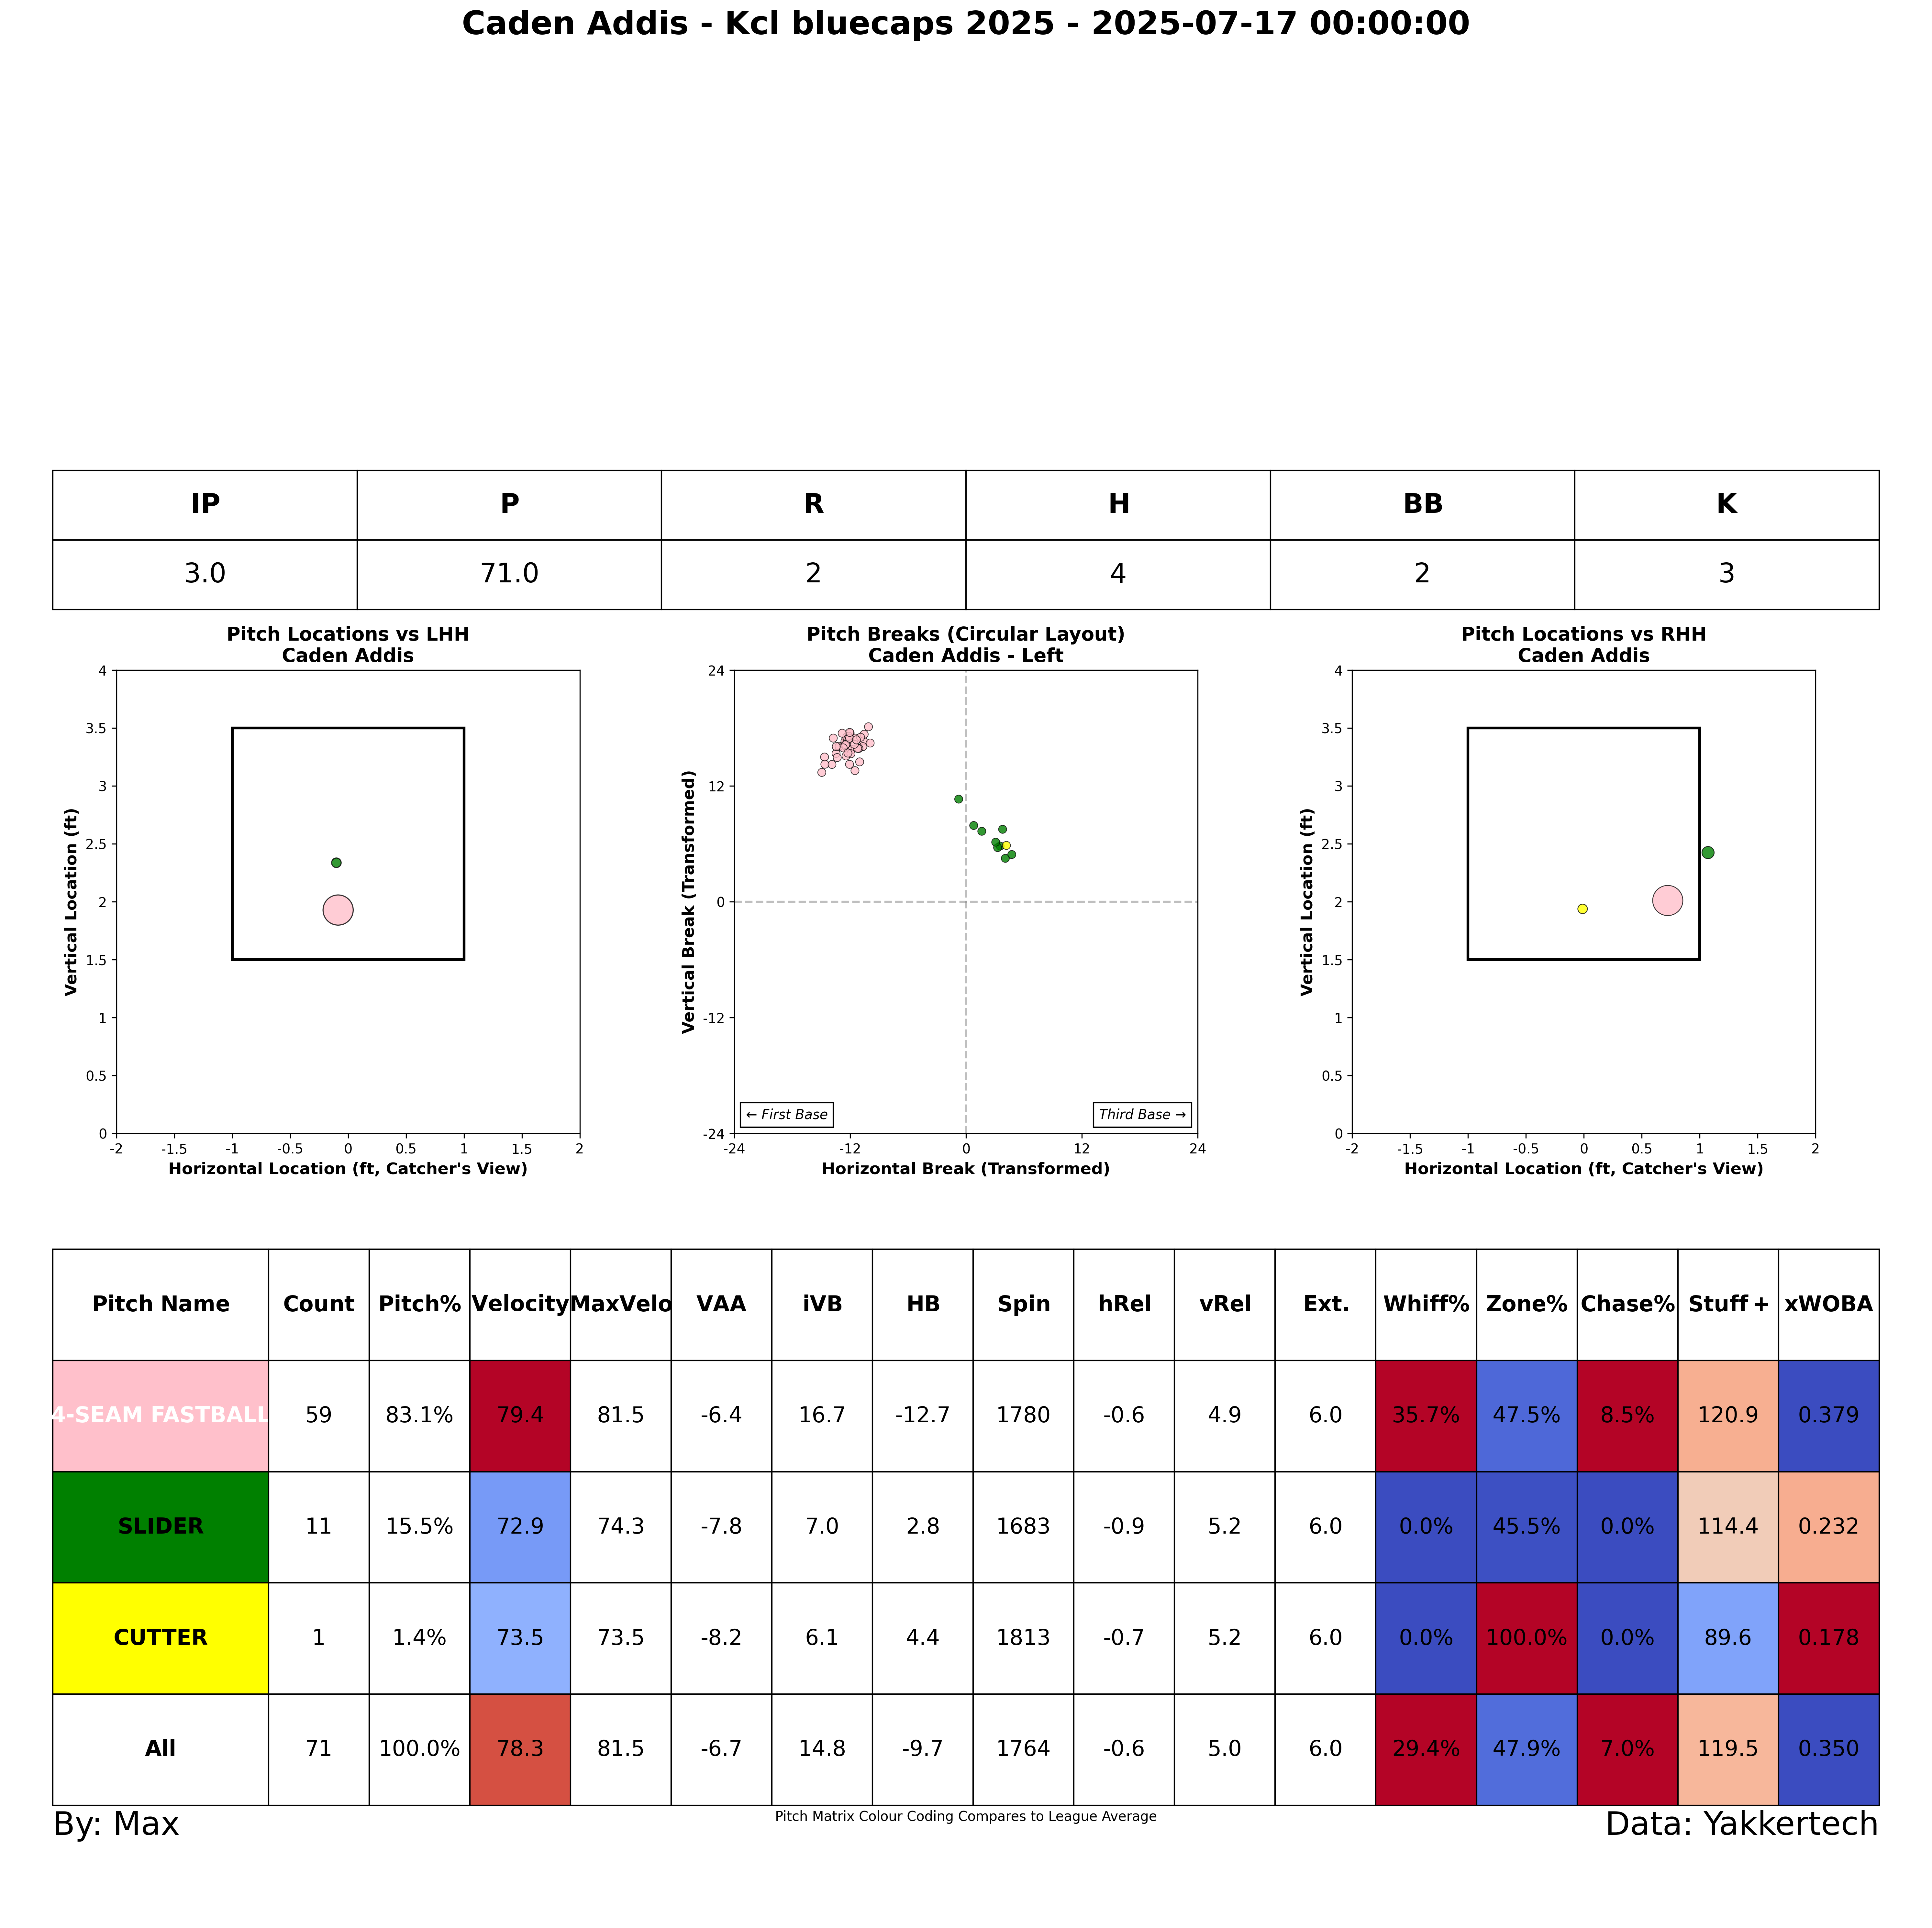 Caden Addis - Kcl bluecaps 2025 - 2025-07-17 00:00:00
IP P R H BB K
3.0 71.0 2 4 2 3
Pitch Locations vs LHH
Caden Addis
4
3.5
3
2.5
2
1.5
1
0.5
0
-2 -1.5 -1 -0.5 0 0.5 1 1.5 2
Vertical Location (ft)
Horizontal Location (ft, Catcher's View)
Pitch Breaks (Circular Layout)
Caden Addis - Left
24
12
0
-12
-24
-24 -12 0 12 24
Vertical Break (Transformed)
← First Base
Third Base →
Horizontal Break (Transformed)
Pitch Locations vs RHH
Caden Addis
4
3.5
3
2.5
2
1.5
1
0.5
0
-2 -1.5 -1 -0.5 0 0.5 1 1.5 2
Vertical Location (ft)
Horizontal Location (ft, Catcher's View)
Pitch Name Count Pitch% Velocity MaxVelo VAA iVB HB Spin hRel vRel Ext. Whiff% Zone% Chase% Stuff+ xWOBA
4-SEAM FASTBALL 59 83.1% 79.4 81.5 -6.4 16.7 -12.7 1780 -0.6 4.9 6.0 35.7% 47.5% 8.5% 120.9 0.379
SLIDER 11 15.5% 72.9 74.3 -7.8 7.0 2.8 1683 -0.9 5.2 6.0 0.0% 45.5% 0.0% 114.4 0.232
CUTTER 1 1.4% 73.5 73.5 -8.2 6.1 4.4 1813 -0.7 5.2 6.0 0.0% 100.0% 0.0% 89.6 0.178
All 71 100.0% 78.3 81.5 -6.7 14.8 -9.7 1764 -0.6 5.0 6.0 29.4% 47.9% 7.0% 119.5 0.350
By: Max
Pitch Matrix Colour Coding Compares to League Average
Data: Yakkertech